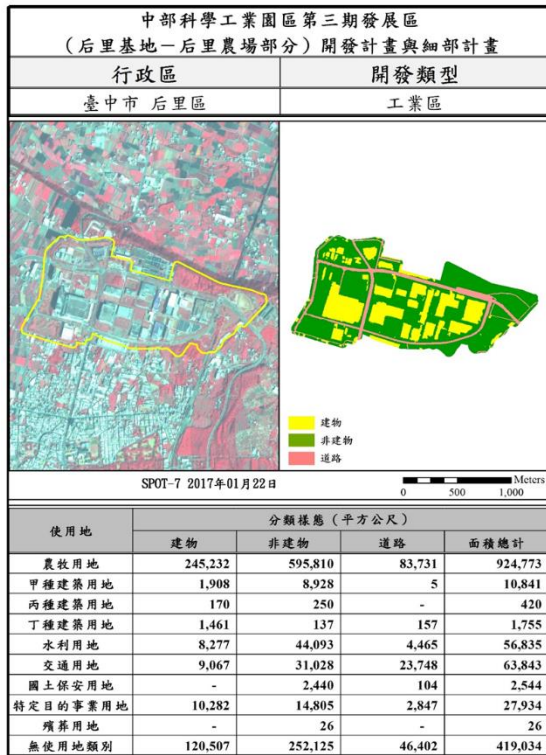 中部科學工業園區第三期發展區
（后里基地－后里農場部分）開發計畫與細部計畫
行政區 開發類型
臺中市 后里區 工業區
建物
非建物
道路
SPOT-7 2017年01月22日
Meters
0 500 1,000
使用地 分類樣態（平方公尺）
建物 非建物 道路 面積總計
農牧用地 245,232 595,810 83,731 924,773
甲種建築用地 1,908 8,928 5 10,841
丙種建築用地 170 250 - 420
丁種建築用地 1,461 137 157 1,755
水利用地 8,277 44,093 4,465 56,835
交通用地 9,067 31,028 23,748 63,843
國土保安用地 - 2,440 104 2,544
特定目的事業用地 10,282 14,805 2,847 27,934
殯葬用地 - 26 - 26
無使用地類別 120,507 252,125 46,402 419,034